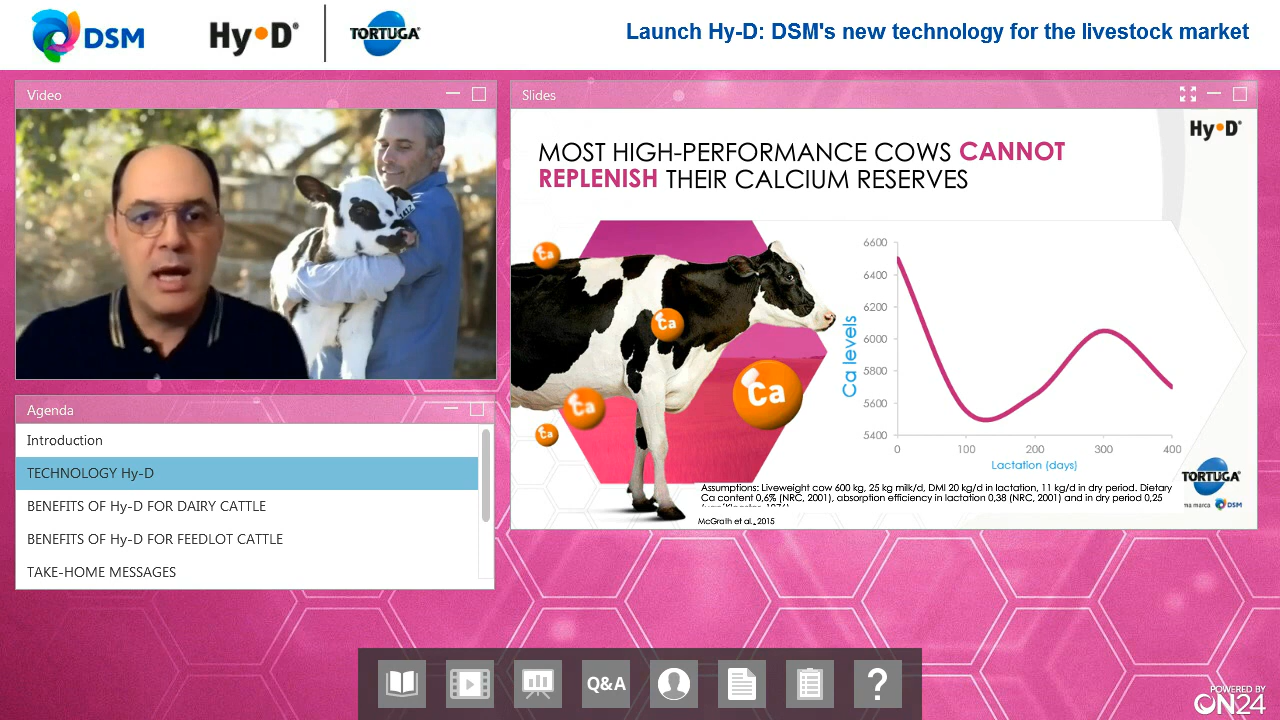 DSM
Hy•D®
TORTUGA®
Launch Hy-D: DSM's new technology for the livestock market
Video
Slides
Hy•D®
MOST HIGH-PERFORMANCE COWS CANNOT
REPLENISH THEIR CALCIUM RESERVES
Ca
Ca
Ca
Ca
Ca
Ca levels
6600
6400
6200
6000
5800
5600
5400
0 100 200 300 400
Lactation (days)
Assumptions: Liveweight cow 600 kg, 25 kg milk/d, DMI 20 kg/d in lactation, 11 kg/d in dry period. Dietary
Ca content 0,6% (NRC, 2001), absorption efficiency in lactation 0,38 (NRC, 2001) and in dry period 0,25
McGrath et al., 2015
TORTUGA®
ma marca DSM
Agenda
Introduction
TECHNOLOGY Hy-D
BENEFITS OF Hy-D FOR DAIRY CATTLE
BENEFITS OF Hy-D FOR FEEDLOT CATTLE
TAKE-HOME MESSAGES
Q&A
?
POWERED BY
ON24